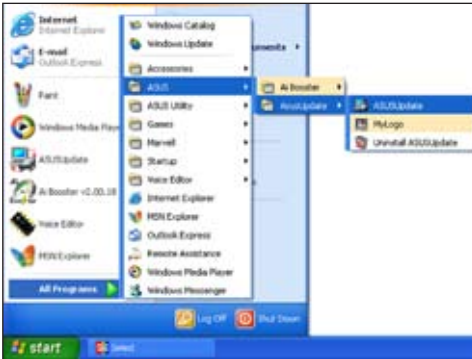 Internet
Internet Explorer
E-mail
Outlook Express
Paint
Windows Media Play
ASUSUpdate
Ai Booster v2.00.18
Voice Editor
MSN Explorer
All Programs
Windows Catalog
Windows Update
Accessories
ASUS
ASUS Utility
Games
Marvell
Startup
Voice Editor
Internet Explorer
MSN Explorer
Outlook Express
Remote Assistance
Windows Media Player
Windows Messenger
uments
Ai Booster
AsusUpdate
ASUSUpdate
MyLogo
Uninstall ASUSUpdate
Log Off
Shut Down
start